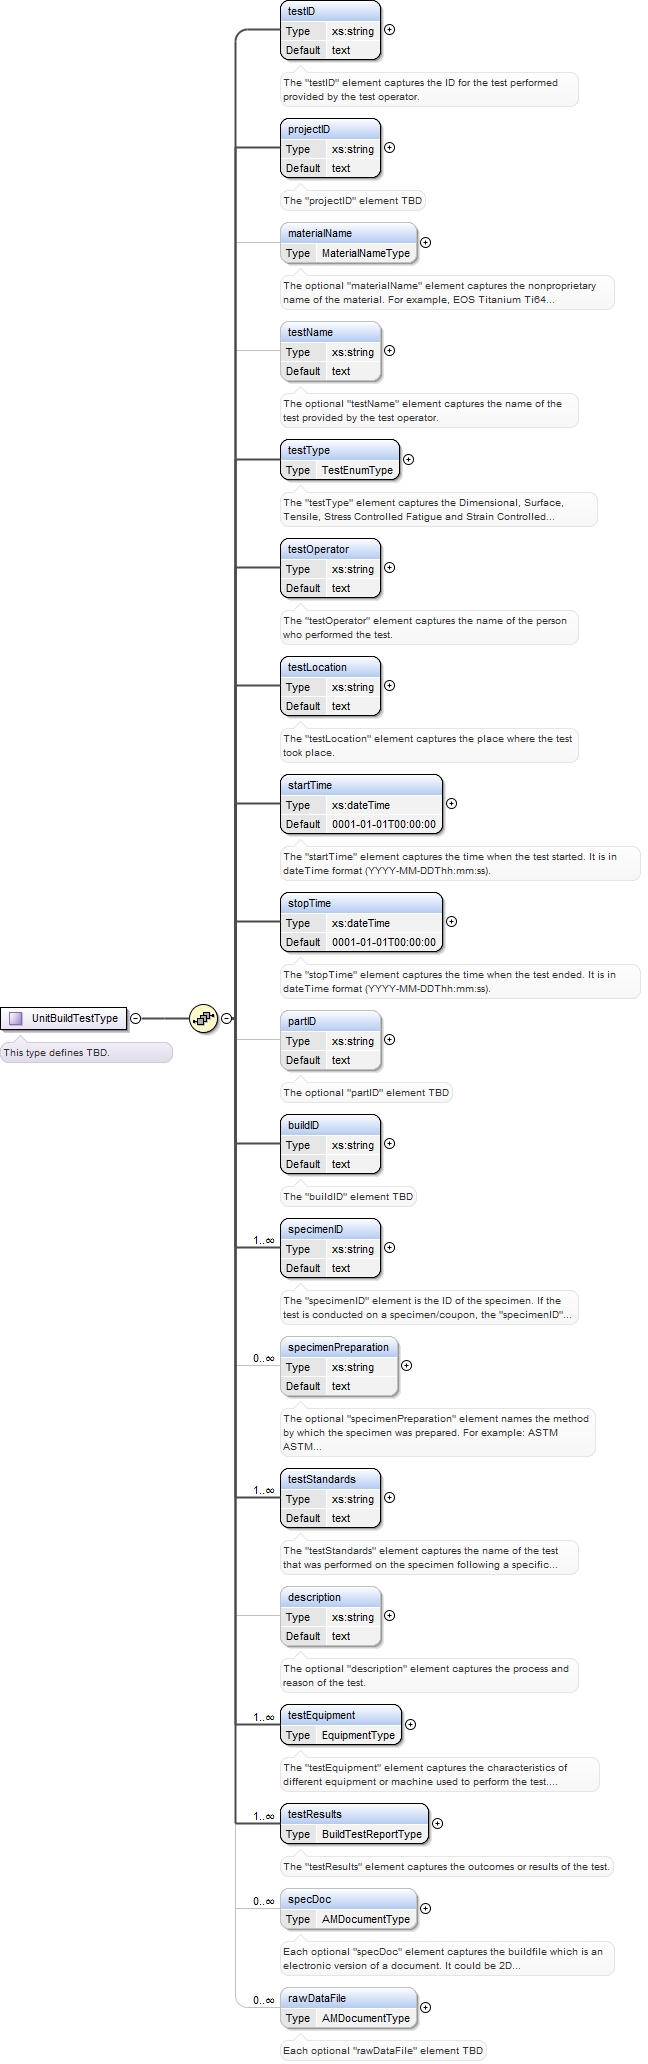 testID
Type xs:string
Default text
The "testID" element captures the ID for the test performed
provided by the test operator.
projectID
Type xs:string
Default text
The "projectID" element TBD
materialName
Type MaterialNameType
The optional "materialName" element captures the nonproprietary
name of the material. For example, EOS Titanium Ti64...
testName
Type xs:string
Default text
The optional "testName" element captures the name of the
test provided by the test operator.
testType
Type TestEnumType
The "testType" element captures the Dimensional, Surface,
Tensile, Stress Controlled Fatigue and Strain Controlled...
testOperator
Type xs:string
Default text
The "testOperator" element captures the name of the person
who performed the test.
testLocation
Type xs:string
Default text
The "testLocation" element captures the place where the test
took place.
startTime
Type xs:dateTime
Default 0001-01-01T00:00:00
The "startTime" element captures the time when the test started. It is in
dateTime format (YYYY-MM-DDThh:mm:ss).
stopTime
Type xs:dateTime
Default 0001-01-01T00:00:00
The "stopTime" element captures the time when the test ended. It is in
dateTime format (YYYY-MM-DDThh:mm:ss).
UnitBuildTestType
This type defines TBD.
partID
Type xs:string
Default text
The optional "partID" element TBD
buildID
Type xs:string
Default text
The "buildID" element TBD
1..∞
specimenID
Type xs:string
Default text
The "specimenID" element is the ID of the specimen. If the
test is conducted on a specimen/coupon, the "specimenID"...
0..∞
specimenPreparation
Type xs:string
Default text
The optional "specimenPreparation" element names the method
by which the specimen was prepared. For example: ASTM
ASTM...
1..∞
testStandards
Type xs:string
Default text
The "testStandards" element captures the name of the test
that was performed on the specimen following a specific...
description
Type xs:string
Default text
The optional "description" element captures the process and
reason of the test.
1..∞
testEquipment
Type EquipmentType
The "testEquipment" element captures the characteristics of
different equipment or machine used to perform the test....
1..∞
testResults
Type BuildTestReportType
The "testResults" element captures the outcomes or results of the test.
0..∞
specDoc
Type AMDocumentType
Each optional "specDoc" element captures the buildfile which is an
electronic version of a document. It could be 2D...
0..∞
rawDataFile
Type AMDocumentType
Each optional "rawDataFile" element TBD